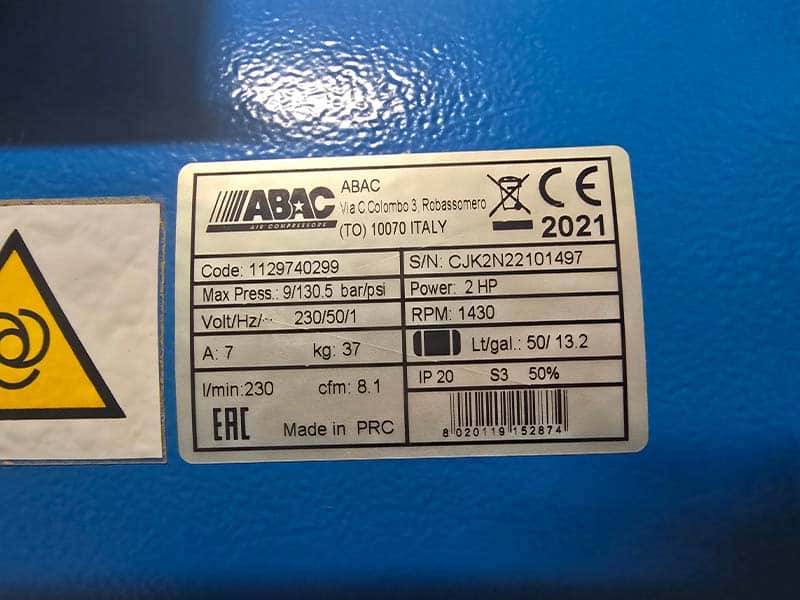 ABAC
AIR COMPRESSORS
ABAC
Via C.Colombo 3, Robassomero
(TO) 10070 ITALY
CE
2021
Code: 1129740299
S/N: CJK2N22101497
Max Press.: 9/130.5 bar/psi
Power: 2 HP
Volt/Hz/~ 230/50/1
RPM: 1430
A: 7 kg: 37
Lt/gal.: 50/ 13.2
l/min:230 cfm: 8.1
IP 20 S3 50%
EAC Made in PRC
8 020119 152874